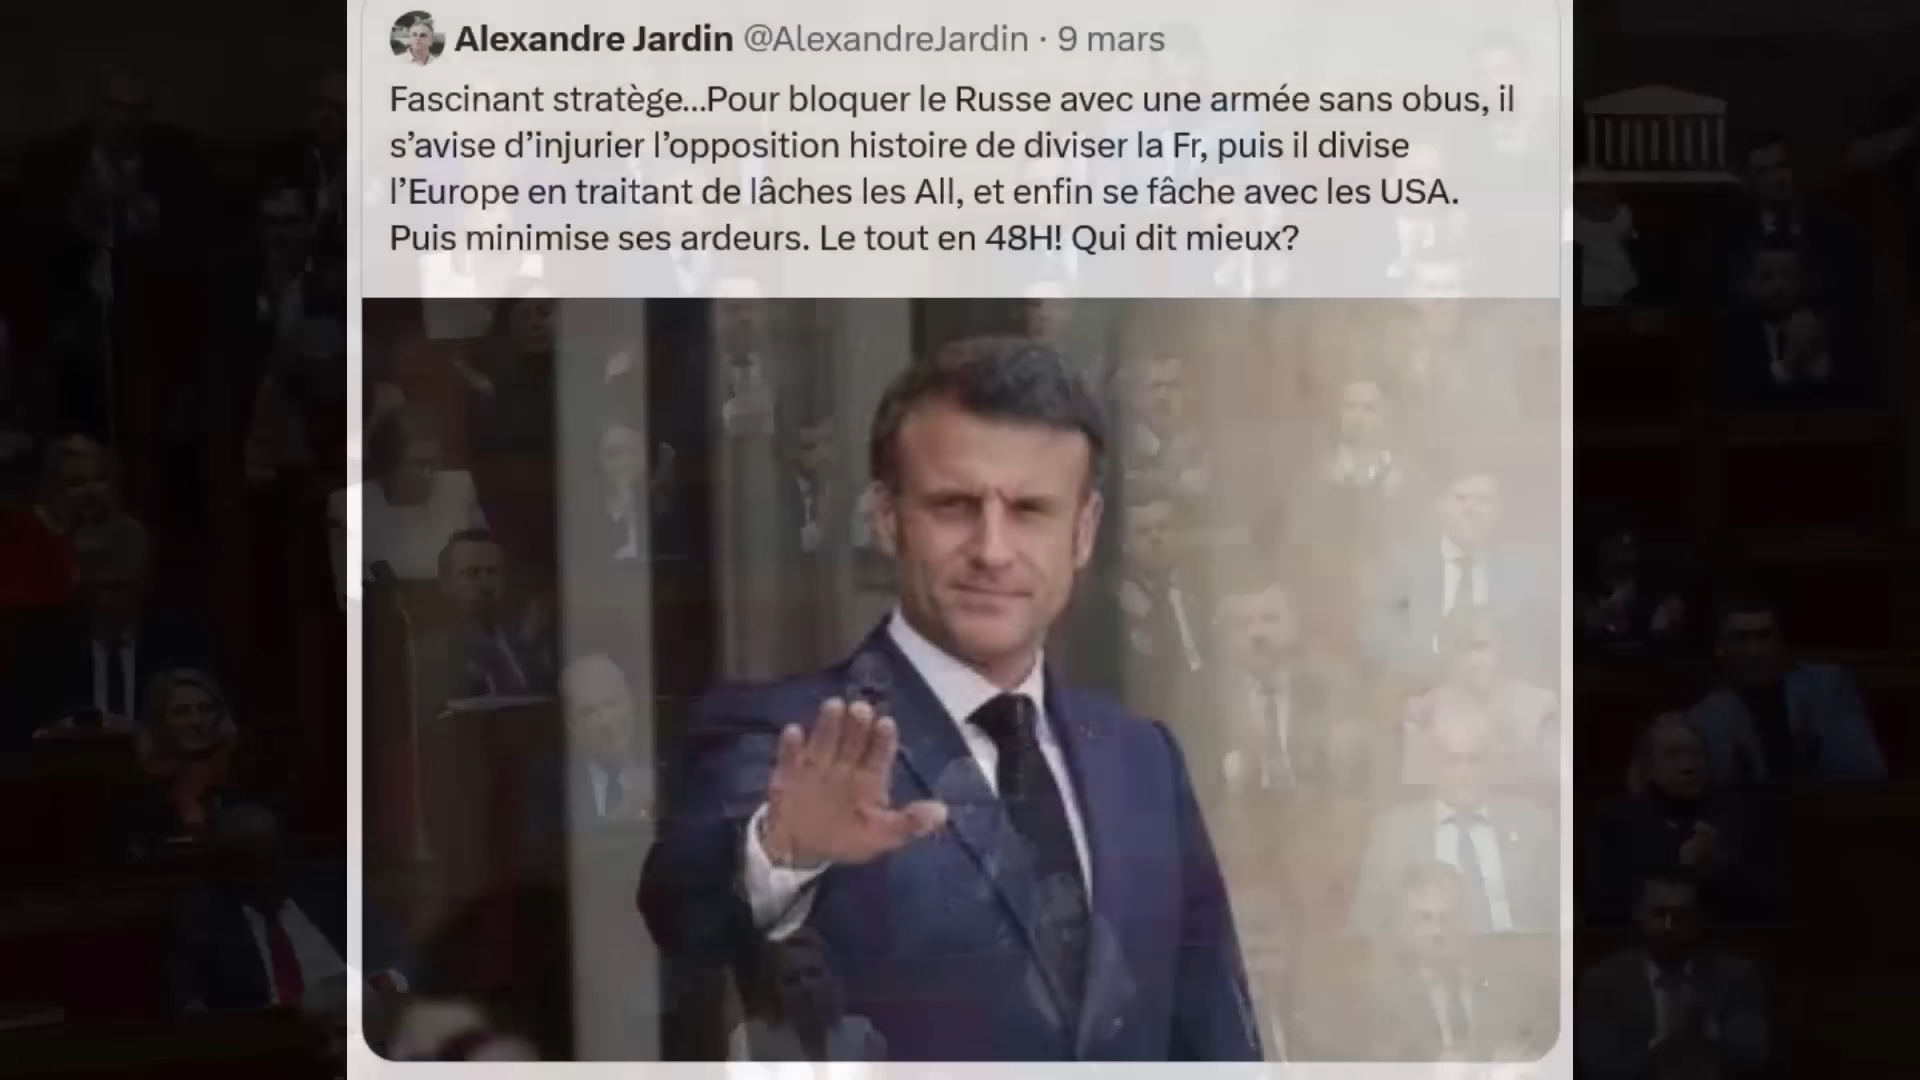 Alexandre Jardin @AlexandreJardin · 9 mars
Fascinant stratège...Pour bloquer le Russe avec une armée sans obus, il
s’avise d’injurier l’opposition histoire de diviser la Fr, puis il divise
l’Europe en traitant de lâches les All, et enfin se fâche avec les USA.
Puis minimise ses ardeurs. Le tout en 48H! Qui dit mieux?